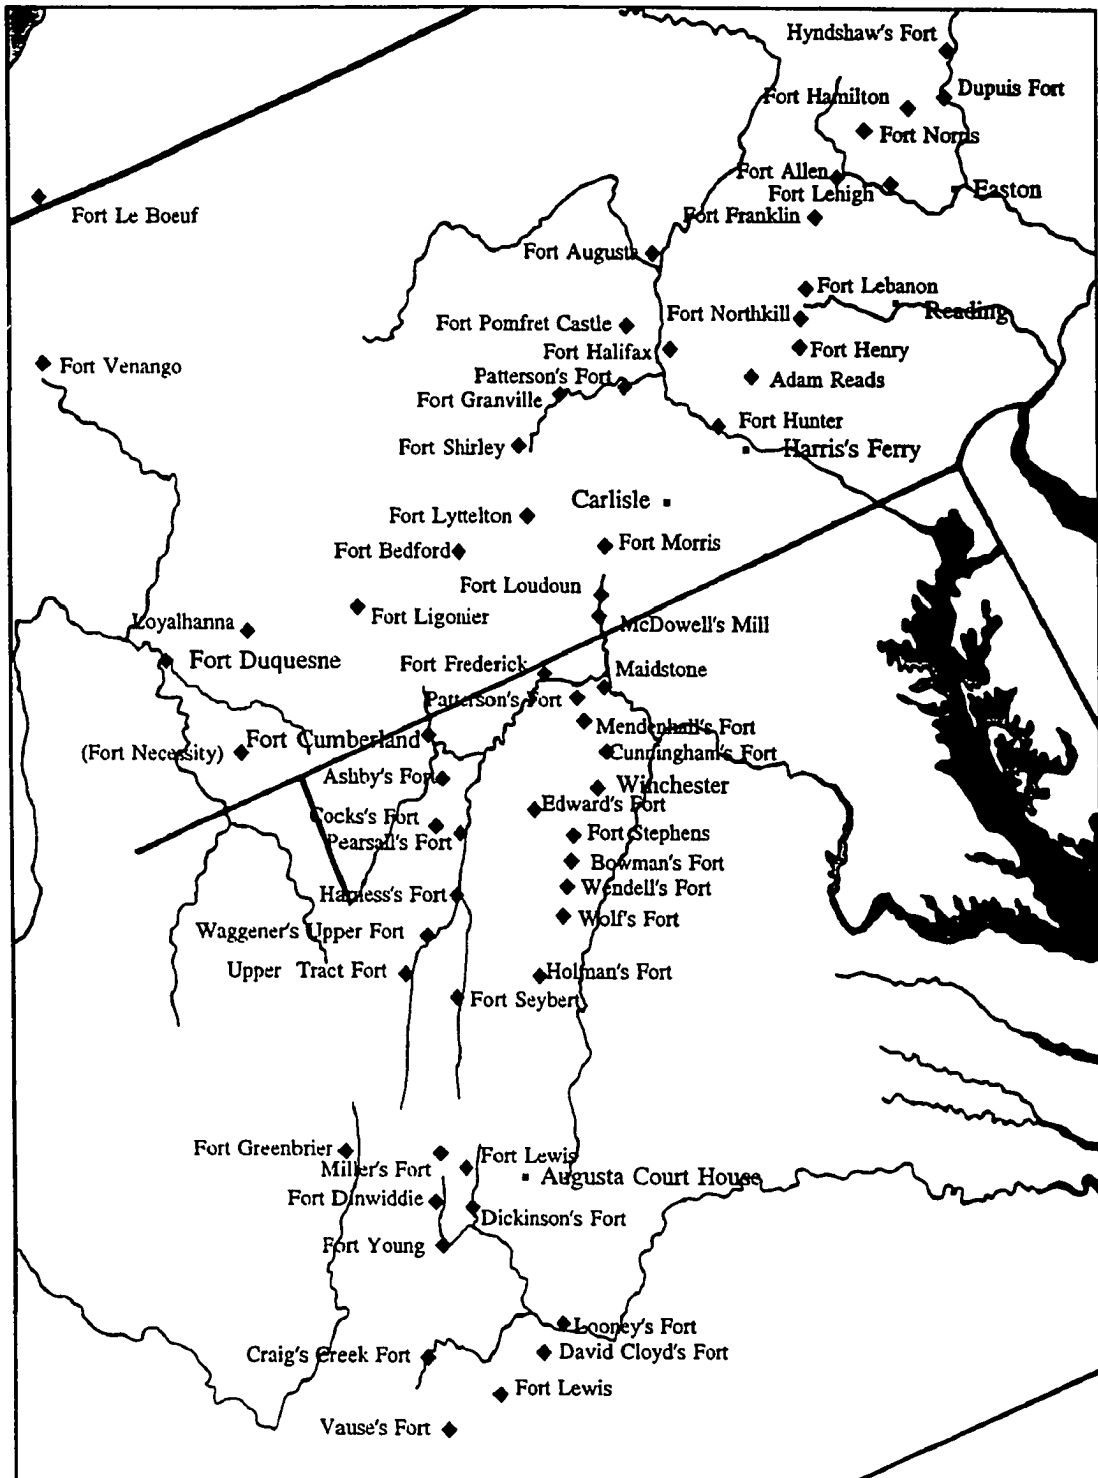 Hyndshaw's Fort
Dupuis Fort
Fort Hamilton
Fort Norris
Fort Allen
Fort Lehigh
Easton
Fort Le Boeuf
Fort Franklin
Fort Augusta
Fort Lebanon
Fort Northkill
Reading
Fort Pomfret Castle
Fort Halifax
Fort Henry
Fort Venango
Patterson's Fort
Adam Reads
Fort Granville
Fort Hunter
Fort Shirley
Harris's Ferry
Carlisle
Fort Lyttelton
Fort Bedford
Fort Morris
Fort Loudoun
Fort Ligonier
Loyalhanna
McDowell's Mill
Fort Duquesne
Fort Frederick
Maidstone
Patterson's Fort
Mendenhall's Fort
Fort Cumberland
(Fort Necessity)
Cunningham's Fort
Ashby's Fort
Winchester
Edward's Fort
Cocks's Fort
Fort Stephens
Pearsall's Fort
Bowman's Fort
Harness's Fort
Wendell's Fort
Wolf's Fort
Waggener's Upper Fort
Upper Tract Fort
Holman's Fort
Fort Seybert
Fort Greenbrier
Fort Lewis
Miller's Fort
Augusta Court House
Fort Dinwiddie
Dickinson's Fort
Fort Young
Looney's Fort
Craig's Creek Fort
David Cloyd's Fort
Fort Lewis
Vause's Fort